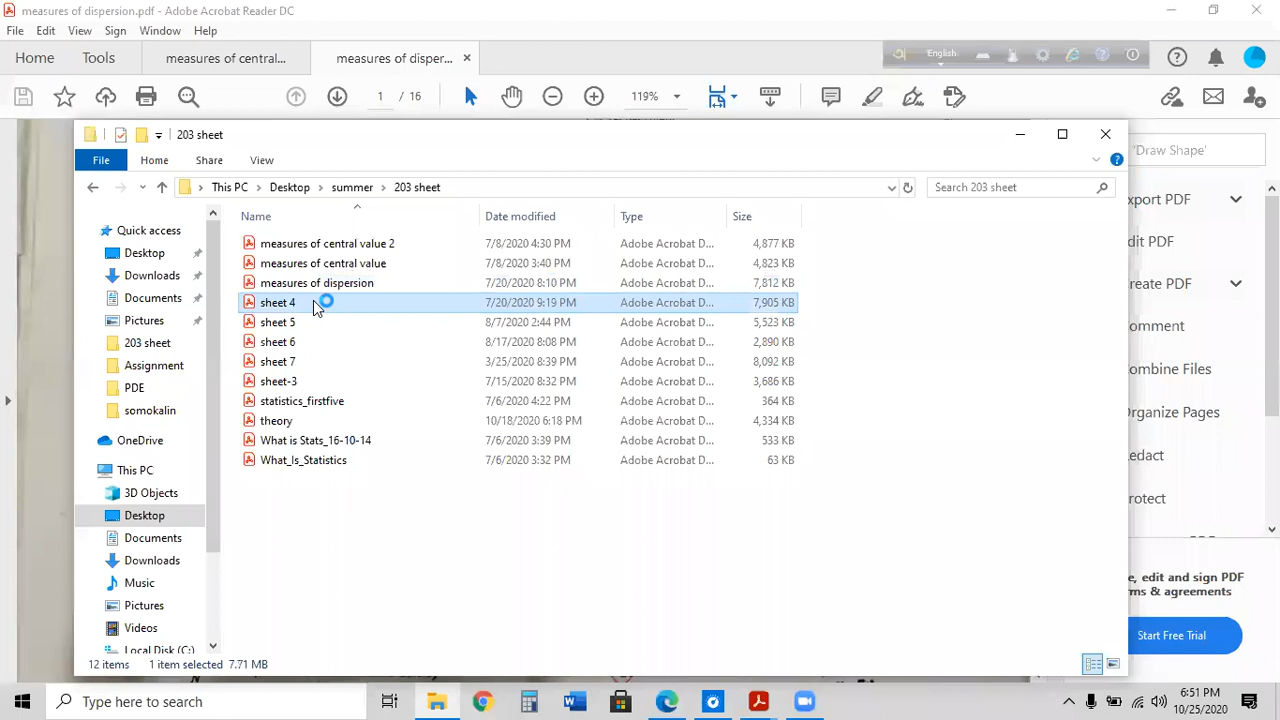 measures of dispersion.pdf - Adobe Acrobat Reader DC
File Edit View Sign Window Help
Home Tools measures of central... measures of disper... ×
English
1 / 16 119%
203 sheet
'Draw Shape'
File Home Share View
This PC > Desktop > summer > 203 sheet
Search 203 sheet
Name Date modified Type Size
Quick access
Desktop
Downloads
Documents
Pictures
203 sheet
Assignment
PDE
somokalin
OneDrive
This PC
3D Objects
Desktop
Documents
Downloads
Music
Pictures
Videos
Local Disk (C:)
measures of central value 2 7/8/2020 4:30 PM Adobe Acrobat D... 4,877 KB
measures of central value 7/8/2020 3:40 PM Adobe Acrobat D... 4,823 KB
measures of dispersion 7/20/2020 8:10 PM Adobe Acrobat D... 7,812 KB
sheet 4 7/20/2020 9:19 PM Adobe Acrobat D... 7,905 KB
sheet 5 8/7/2020 2:44 PM Adobe Acrobat D... 5,523 KB
sheet 6 8/17/2020 8:08 PM Adobe Acrobat D... 2,890 KB
sheet 7 3/25/2020 8:39 PM Adobe Acrobat D... 8,092 KB
sheet-3 7/15/2020 8:32 PM Adobe Acrobat D... 3,686 KB
statistics_firstfive 7/6/2020 4:22 PM Adobe Acrobat D... 364 KB
theory 10/18/2020 6:18 PM Adobe Acrobat D... 4,334 KB
What is Stats_16-10-14 7/6/2020 3:39 PM Adobe Acrobat D... 533 KB
What_Is_Statistics 7/6/2020 3:32 PM Adobe Acrobat D... 63 KB
xport PDF
dit PDF
reate PDF
omment
ombine Files
rganize Pages
edact
rotect
e, edit and sign PDF
rms & agreements
Start Free Trial
12 items 1 item selected 7.71 MB
Type here to search
6:51 PM
10/25/2020